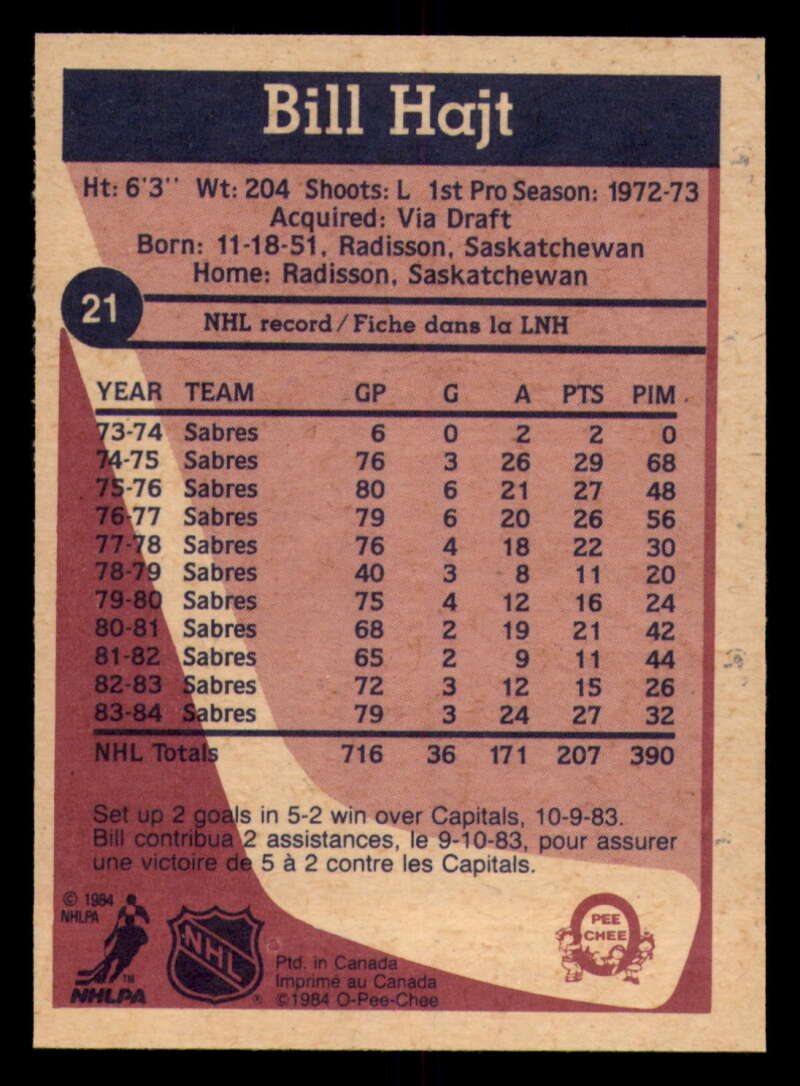 Bill Hajt
Ht: 6'3'' Wt: 204 Shoots: L 1st Pro Season: 1972-73
Acquired: Via Draft
Born: 11-18-51, Radisson, Saskatchewan
Home: Radisson, Saskatchewan
21
NHL record/Fiche dans la LNH
YEAR TEAM GP G A PTS PIM
73-74 Sabres 6 0 2 2 0
74-75 Sabres 76 3 26 29 68
75-76 Sabres 80 6 21 27 48
76-77 Sabres 79 6 20 26 56
77-78 Sabres 76 4 18 22 30
78-79 Sabres 40 3 8 11 20
79-80 Sabres 75 4 12 16 24
80-81 Sabres 68 2 19 21 42
81-82 Sabres 65 2 9 11 44
82-83 Sabres 72 3 12 15 26
83-84 Sabres 79 3 24 27 32
NHL Totals 716 36 171 207 390
Set up 2 goals in 5-2 win over Capitals, 10-9-83.
Bill contribua 2 assistances, le 9-10-83, pour assurer
une victoire de 5 à 2 contre les Capitals.
© 1984
NHLPA
TM
NHLPA
NHL
®
Ptd. in Canada
Imprimé au Canada
©1984 O-Pee-Chee
PEE
CHEE